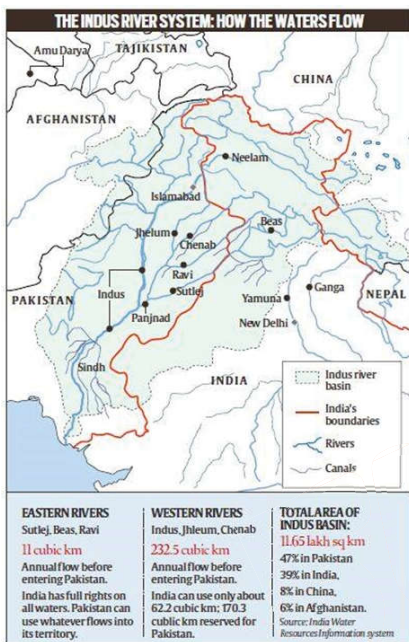 THE INDUS RIVER SYSTEM: HOW THE WATERS FLOW
Amu Darya
TAJIKISTAN
CHINA
AFGHANISTAN
Neelam
Islamabad
Beas
Jhelum
Chenab
Ravi
Indus
Sutlej
PAKISTAN
Panjnad
Yamuna
Ganga
NEPAL
New Delhi
Sindh
INDIA
Indus river
basin
India's
boundaries
Rivers
Canals
EASTERN RIVERS
Sutlej, Beas, Ravi
11 cubic km
Annual flow before
entering Pakistan.
India has full rights on
all waters. Pakistan can
use whatever flows into
its territory.
WESTERN RIVERS
Indus, Jhleum, Chenab
232.5 cubic km
Annual flow before
entering Pakistan.
India can use only about
62.2 cubic km; 170.3
cublic km reserved for
Pakistan.
TOTAL AREA OF
INDUS BASIN:
11.65 lakh sq km
47% in Pakistan
39% in India,
8% in China,
6% in Afghanistan.
Source: India Water
Resources Information system